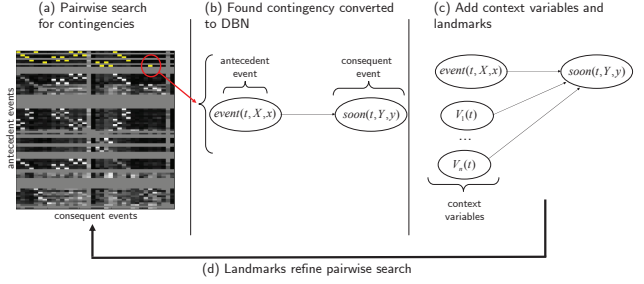 (a) Pairwise search
for contingencies
antecedent events
consequent events
(b) Found contingency converted
to DBN
antecedent
event
consequent
event
event(t, X,x)
soon(t,Y,y)
(c) Add context variables and
landmarks
event(t, X,x)
soon(t,Y,y)
V₁(t)
...
Vₙ(t)
context
variables
(d) Landmarks refine pairwise search